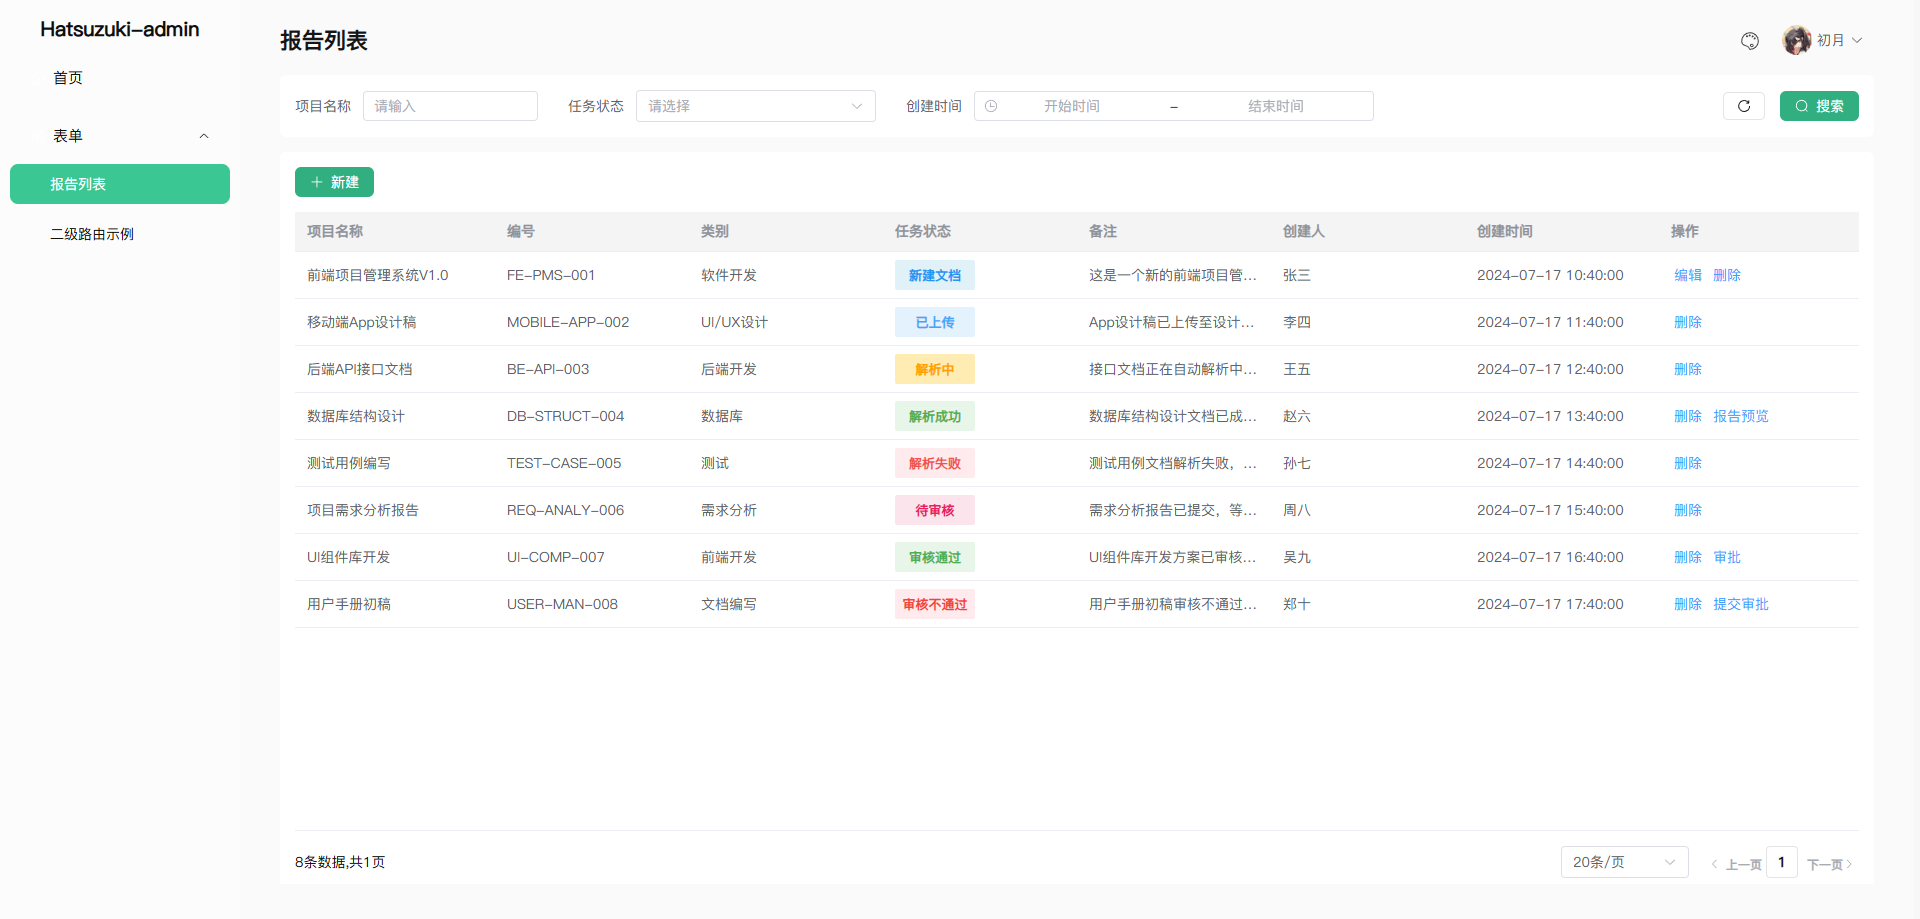 Hatsuzuki-admin
首页
表单
报告列表
二级路由示例
报告列表
初月
项目名称 请输入 任务状态 请选择 创建时间 开始时间 – 结束时间 搜索
新建
项目名称 编号 类别 任务状态 备注 创建人 创建时间 操作
前端项目管理系统V1.0 FE-PMS-001 软件开发 新建文档 这是一个新的前端项目管... 张三 2024-07-17 10:40:00 编辑 删除
移动端App设计稿 MOBILE-APP-002 UI/UX设计 已上传 App设计稿已上传至设计... 李四 2024-07-17 11:40:00 删除
后端API接口文档 BE-API-003 后端开发 解析中 接口文档正在自动解析中... 王五 2024-07-17 12:40:00 删除
数据库结构设计 DB-STRUCT-004 数据库 解析成功 数据库结构设计文档已成... 赵六 2024-07-17 13:40:00 删除 报告预览
测试用例编写 TEST-CASE-005 测试 解析失败 测试用例文档解析失败，... 孙七 2024-07-17 14:40:00 删除
项目需求分析报告 REQ-ANALY-006 需求分析 待审核 需求分析报告已提交，等... 周八 2024-07-17 15:40:00 删除
UI组件库开发 UI-COMP-007 前端开发 审核通过 UI组件库开发方案已审核... 吴九 2024-07-17 16:40:00 删除 审批
用户手册初稿 USER-MAN-008 文档编写 审核不通过 用户手册初稿审核不通过... 郑十 2024-07-17 17:40:00 删除 提交审批
8条数据,共1页 20条/页 上一页 1 下一页